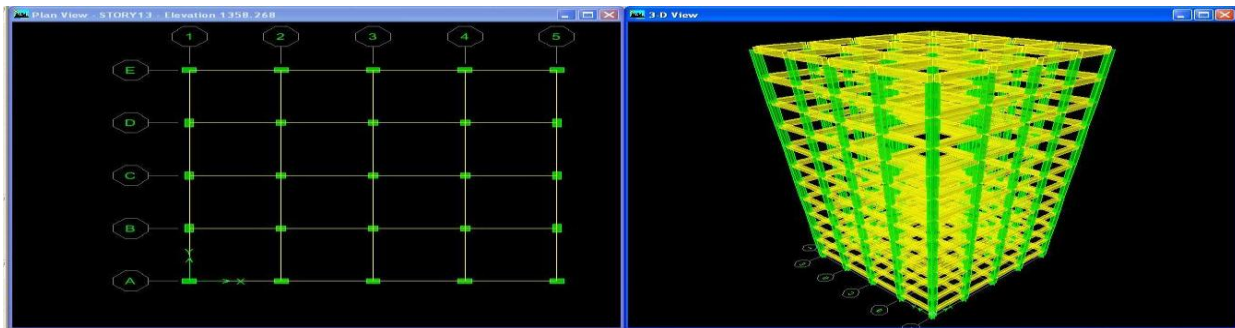 Plan View - STORY13 - Elevation 1358.268
3-D View
1 2 3 4 5
E
D
C
B
Y
A
X